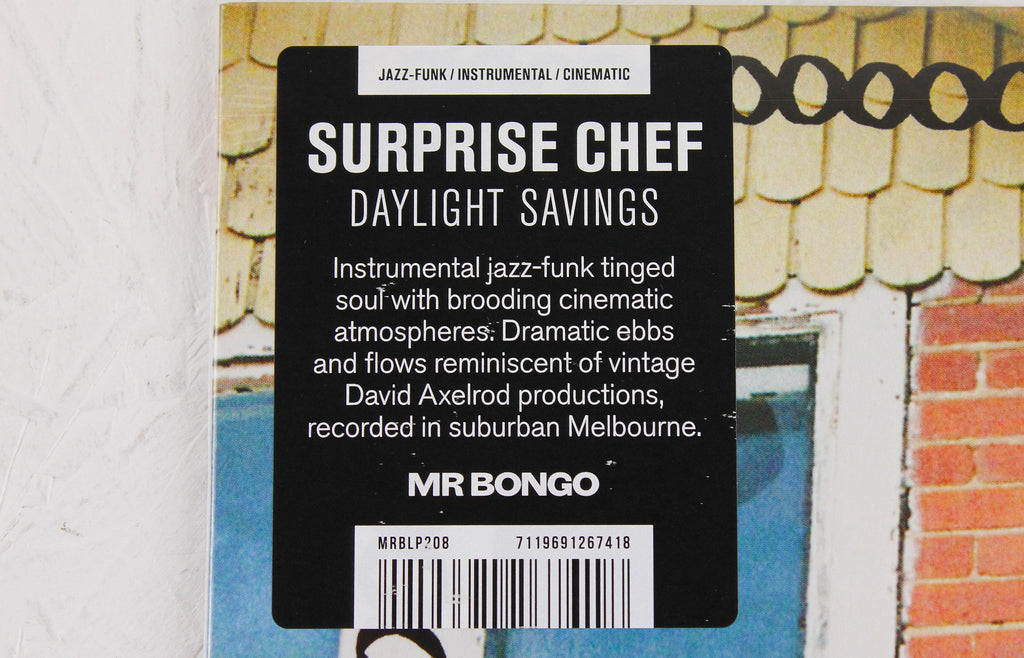 JAZZ-FUNK / INSTRUMENTAL / CINEMATIC
SURPRISE CHEF
DAYLIGHT SAVINGS
Instrumental jazz-funk tinged
soul with brooding cinematic
atmospheres. Dramatic ebbs
and flows reminiscent of vintage
David Axelrod productions,
recorded in suburban Melbourne.
MR BONGO
MRBLP208 7119691267418